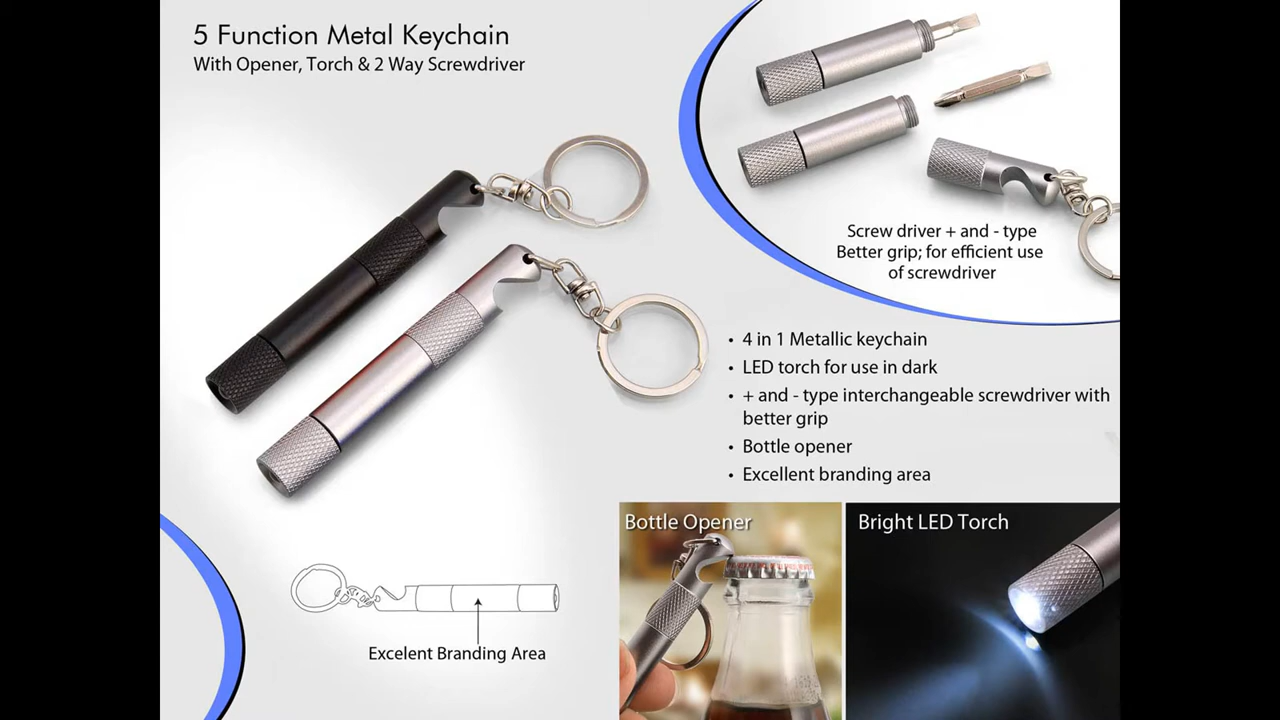 5 Function Metal Keychain
With Opener, Torch & 2 Way Screwdriver
Screw driver + and - type
Better grip; for efficient use
of screwdriver
• 4 in 1 Metallic keychain
• LED torch for use in dark
• + and - type interchangeable screwdriver with
better grip
• Bottle opener
• Excellent branding area
Bottle Opener
Bright LED Torch
Excelent Branding Area